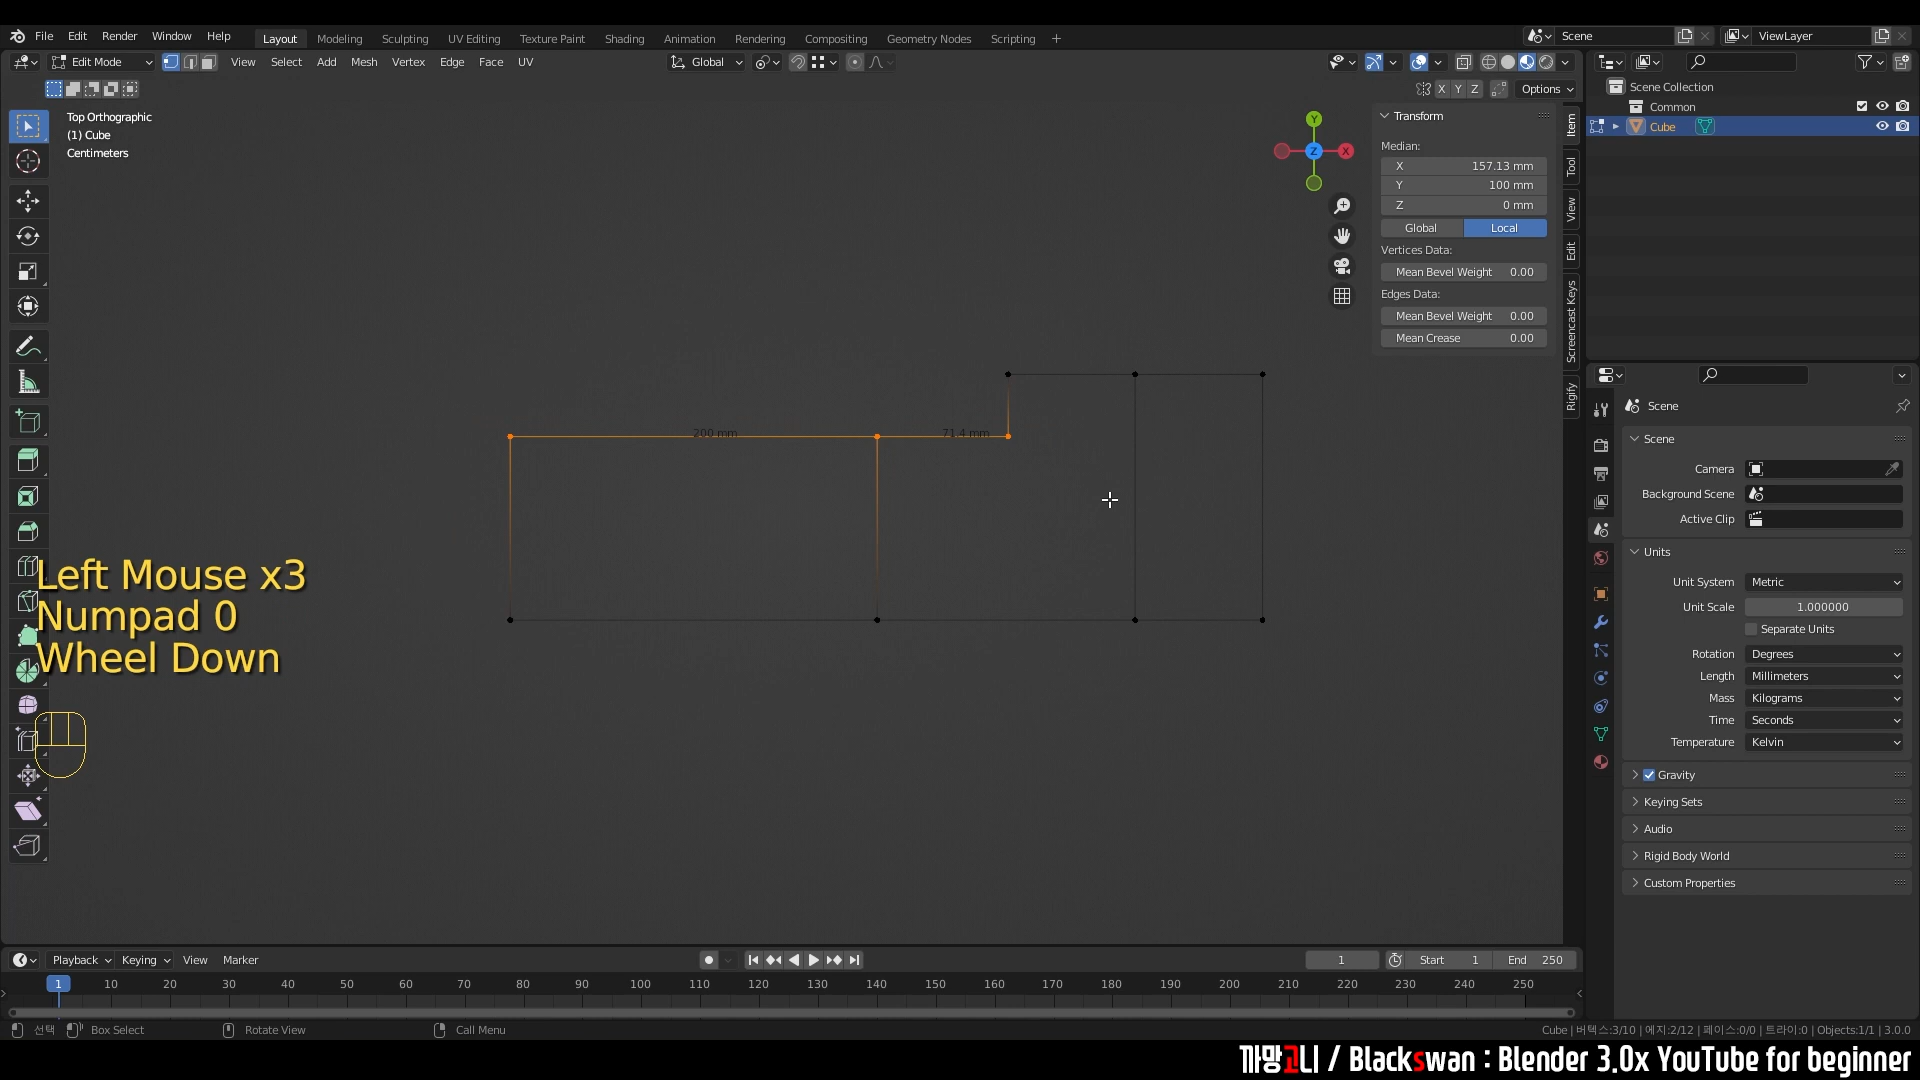 File Edit Render Window Help
Layout Modeling Sculpting UV Editing Texture Paint Shading Animation Rendering Compositing Geometry Nodes Scripting +
Scene
ViewLayer
Edit Mode
View Select Add Mesh Vertex Edge Face UV
Global
X Y Z
Options
Top Orthographic
(1) Cube
Centimeters
Y
Z
X
Transform
Median:
X 157.13 mm
Y 100 mm
Z 0 mm
Global Local
Vertices Data:
Mean Bevel Weight 0.00
Edges Data:
Mean Bevel Weight 0.00
Mean Crease 0.00
Item
Tool
View
Edit
Screencast Keys
Rigify
200 mm
71.4 mm
Left Mouse x3
Numpad 0
Wheel Down
Scene Collection
Common
Cube
Scene
Scene
Camera
Background Scene
Active Clip
Units
Unit System Metric
Unit Scale 1.000000
Separate Units
Rotation Degrees
Length Millimeters
Mass Kilograms
Time Seconds
Temperature Kelvin
Gravity
Keying Sets
Audio
Rigid Body World
Custom Properties
Playback Keying View Marker
1
Start 1 End 250
1 10 20 30 40 50 60 70 80 90 100 110 120 130 140 150 160 170 180 190 200 210 220 230 240 250
선택 Box Select Rotate View Call Menu
Cube | 버텍스:3/10 | 에지:2/12 | 페이스:0/0 | 트라이:0 | Objects:1/1 | 3.0.0
까망고니 / Blackswan : Blender 3.0x YouTube for beginner